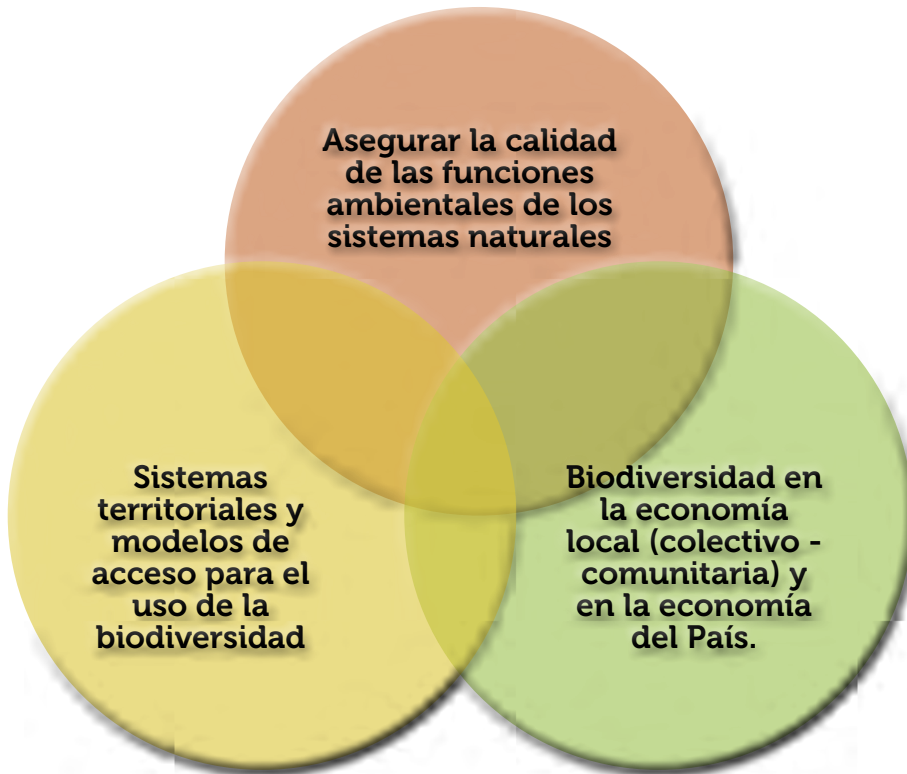 Asegurar la calidad
de las funciones
ambientales de los
sistemas naturales
Sistemas
territoriales y
modelos de
acceso para el
uso de la
biodiversidad
Biodiversidad en
la economía
local (colectivo -
comunitaria) y
en la economía
del País.